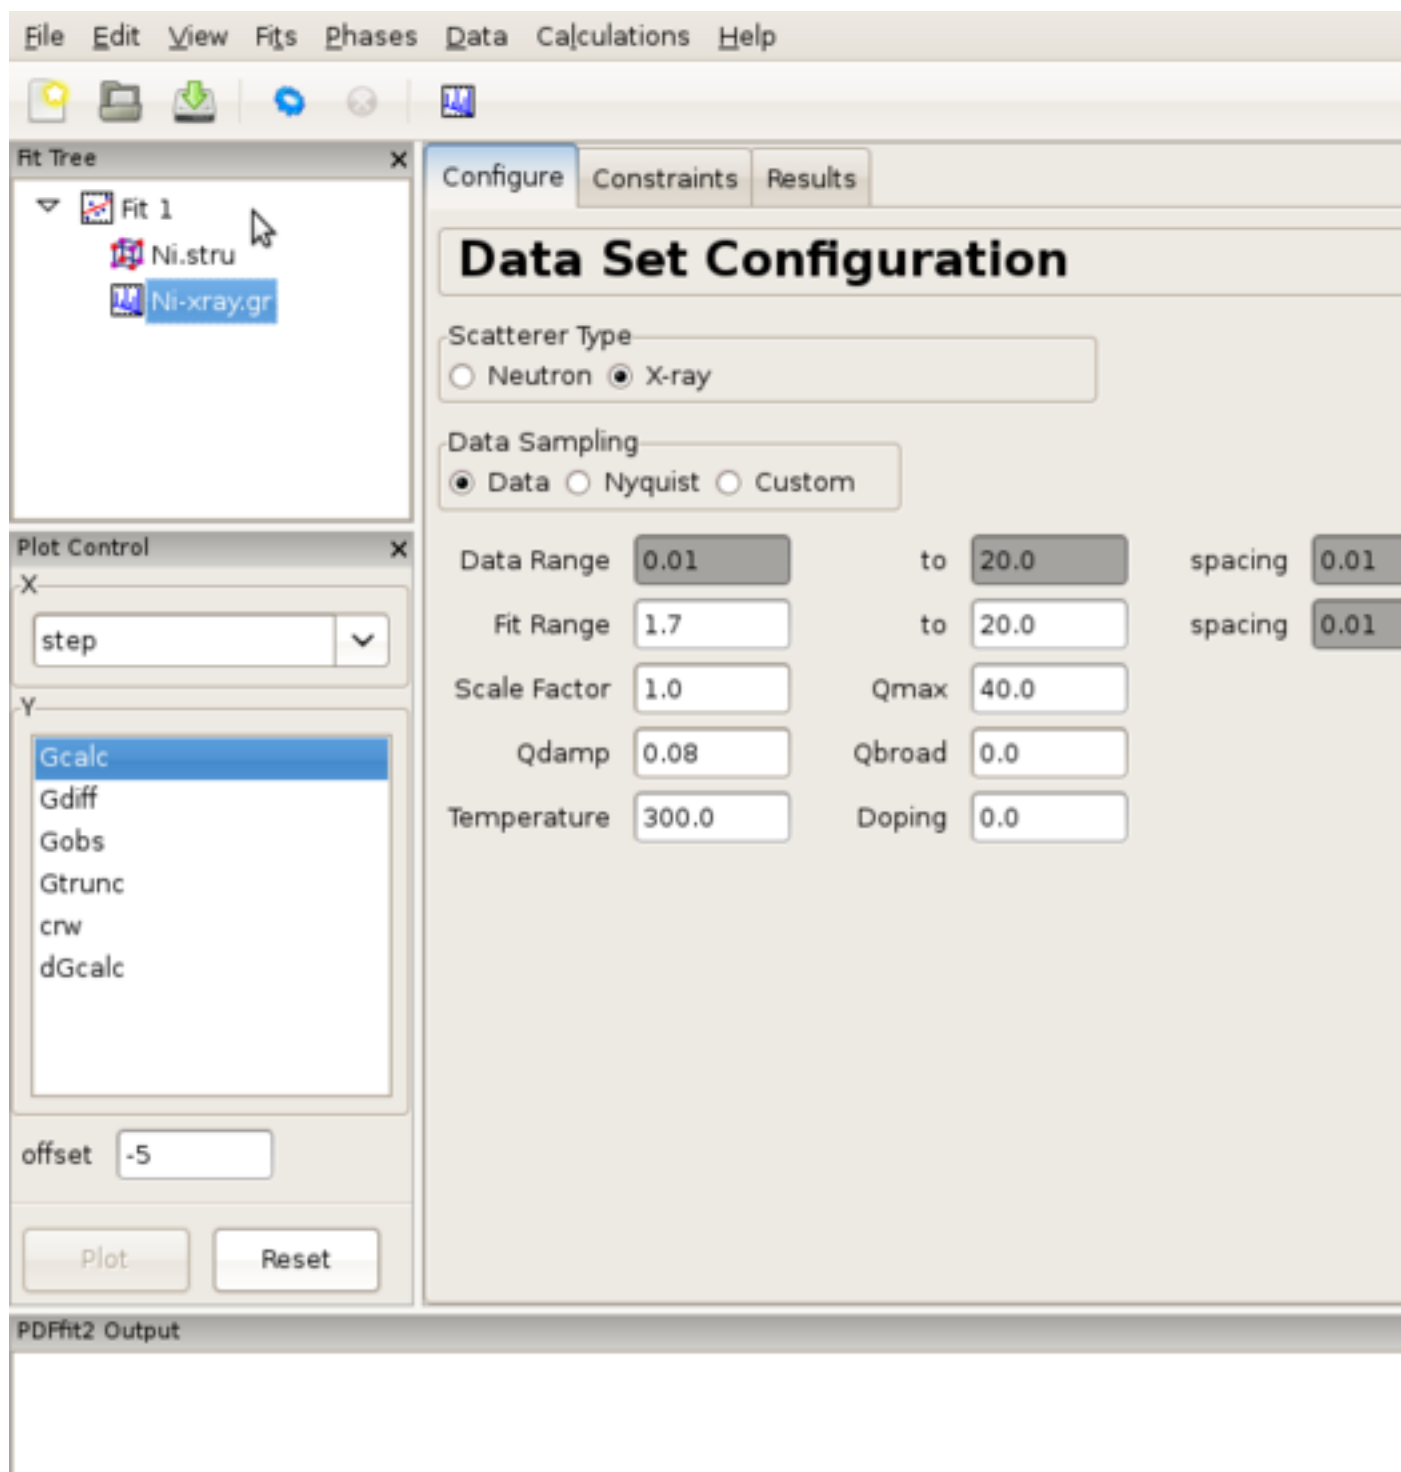 File Edit View Fits Phases Data Calculations Help
Fit Tree
Fit 1
Ni.stru
Ni-xray.gr
Plot Control
X
step
Y
Gcalc
Gdiff
Gobs
Gtrunc
crw
dGcalc
offset -5
Plot Reset
Configure Constraints Results
Data Set Configuration
Scatterer Type
Neutron X-ray
Data Sampling
Data Nyquist Custom
Data Range 0.01 to 20.0 spacing 0.01
Fit Range 1.7 to 20.0 spacing 0.01
Scale Factor 1.0 Qmax 40.0
Qdamp 0.08 Qbroad 0.0
Temperature 300.0 Doping 0.0
PDFfit2 Output